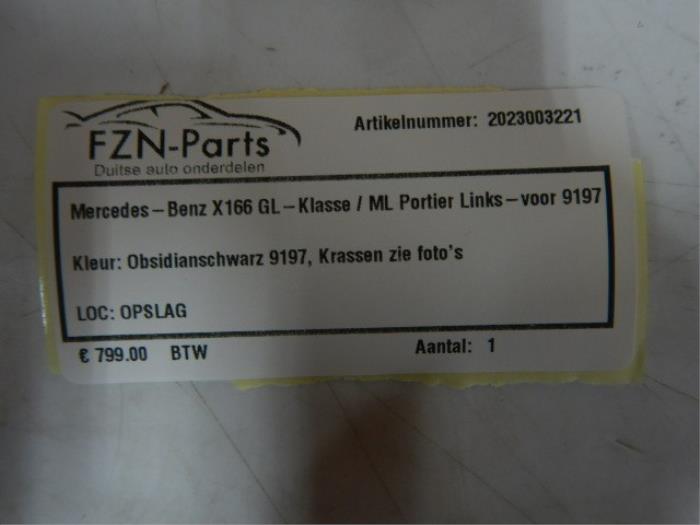 FZN-Parts
Duitse auto onderdelen
Artikelnummer: 2023003221
Mercedes-Benz X166 GL-Klasse / ML Portier Links-voor 9197
Kleur: Obsidianschwarz 9197, Krassen zie foto's
LOC: OPSLAG
€ 799.00 BTW
Aantal: 1